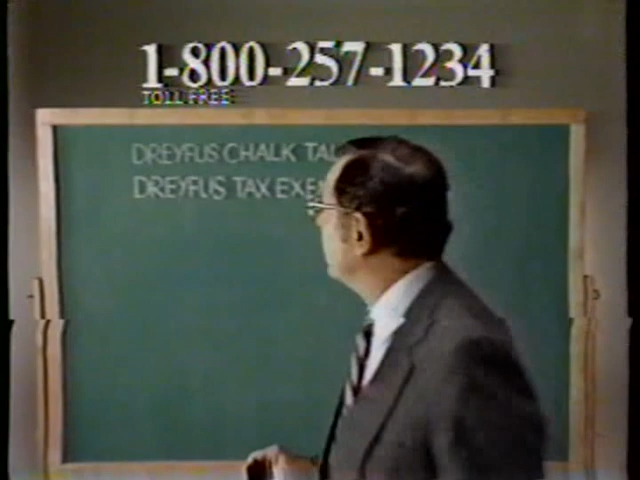 1-800-257-1234
TOLL FREE
DREYFUS CHALK TAL
DREYFUS TAX EXE